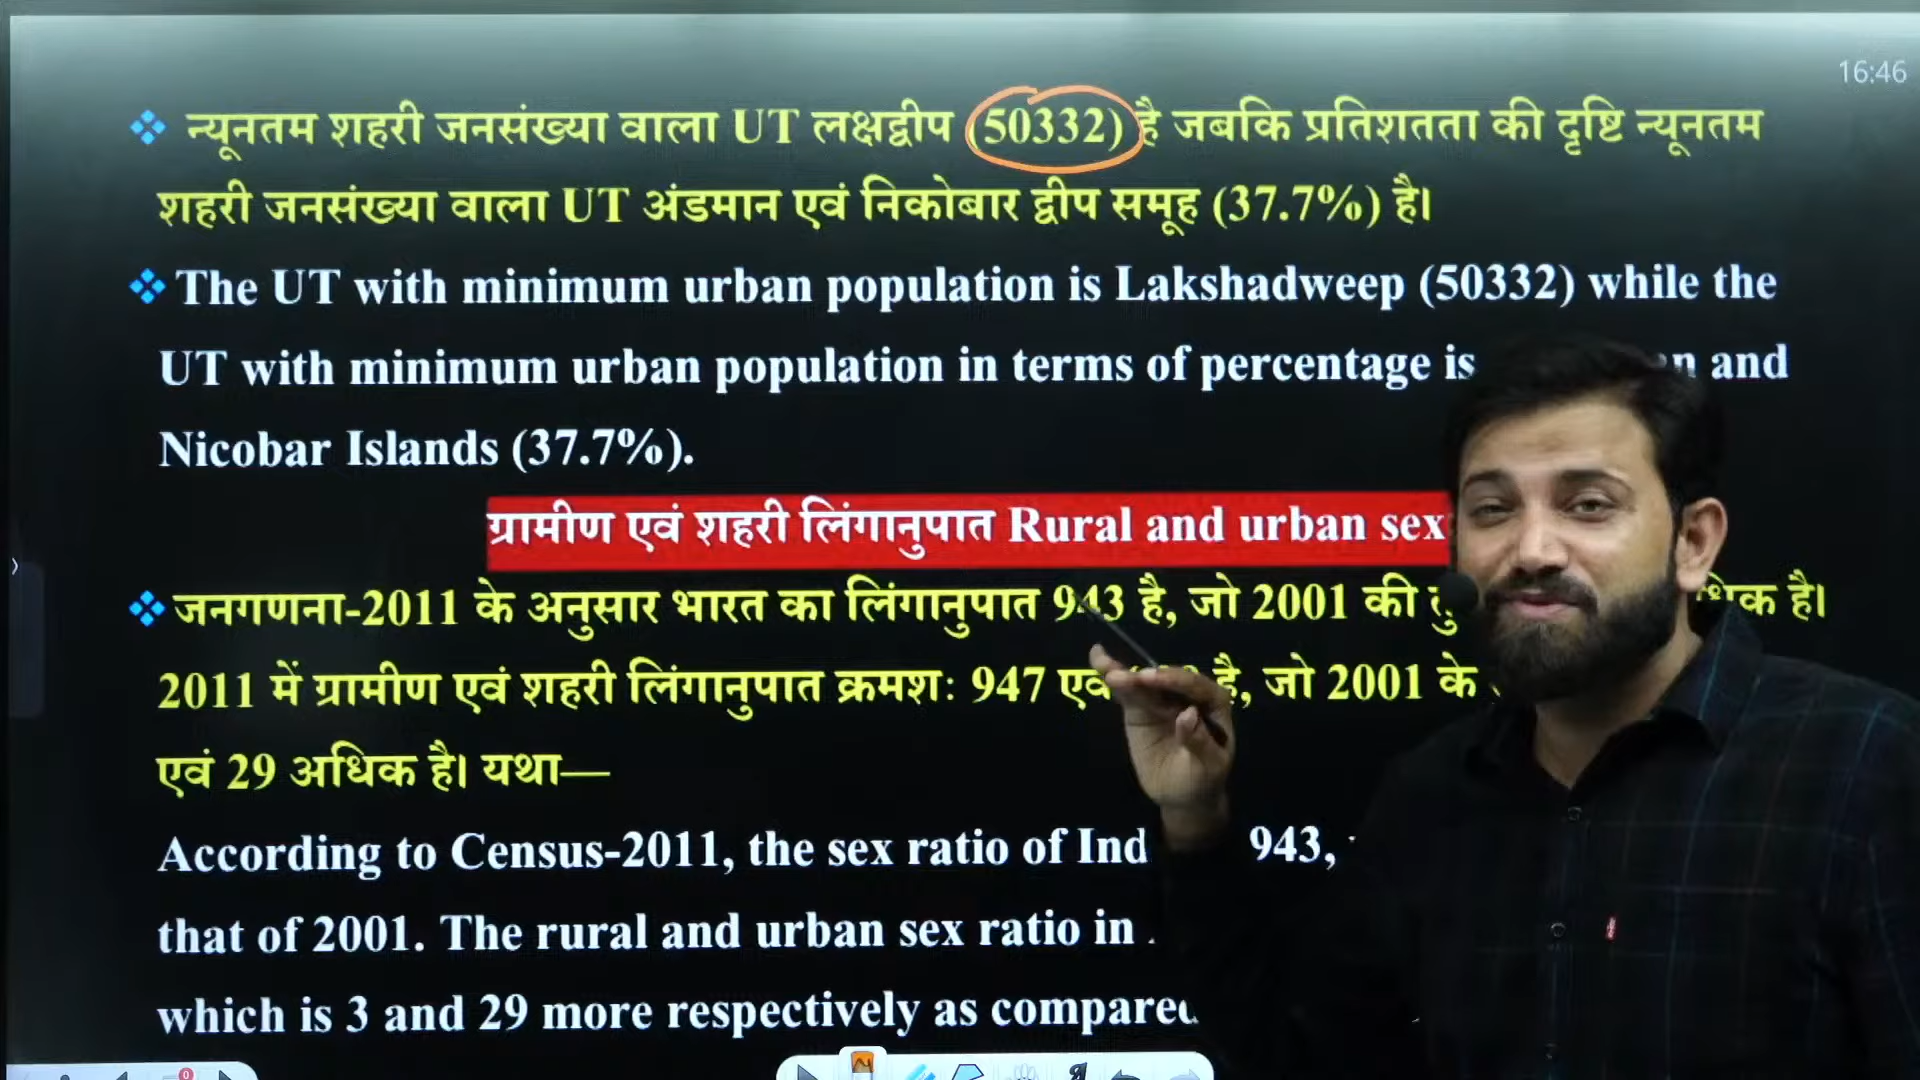 16:46
❖ न्यूनतम शहरी जनसंख्या वाला UT लक्षद्वीप (50332) है जबकि प्रतिशतता की दृष्टि न्यूनतम
शहरी जनसंख्या वाला UT अंडमान एवं निकोबार द्वीप समूह (37.7%) है।
❖ The UT with minimum urban population is Lakshadweep (50332) while the
UT with minimum urban population in terms of percentage is and
Nicobar Islands (37.7%).
ग्रामीण एवं शहरी लिंगानुपात Rural and urban sex
❖ जनगणना-2011 के अनुसार भारत का लिंगानुपात 943 है, जो 2001 की है।
2011 में ग्रामीण एवं शहरी लिंगानुपात क्रमशः 947 है, जो 2001 के
एवं 29 अधिक है। यथा—
According to Census-2011, the sex ratio of 943,
that of 2001. The rural and urban sex ratio in
which is 3 and 29 more respectively as
0